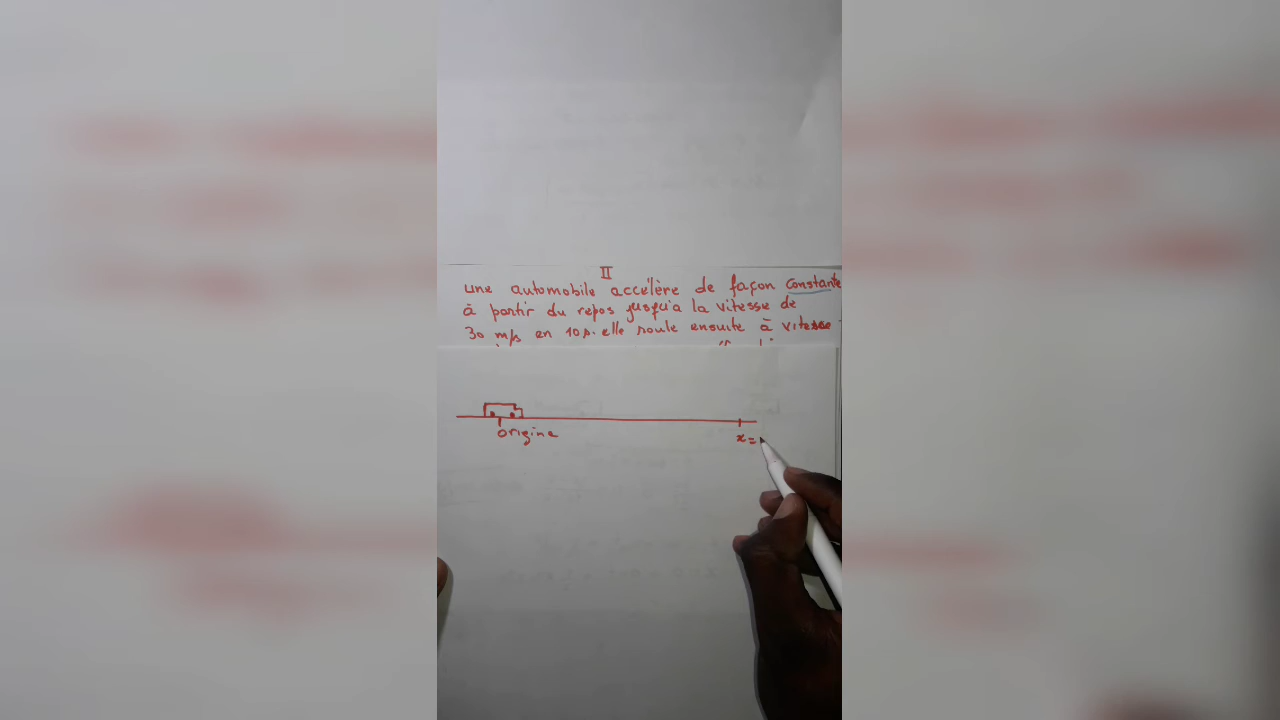 II
une automobile accélère de façon constante
à partir du repos jusqu'a la vitesse de
30 m/s en 10s. elle roule ensuite à vitesse
origine
x =